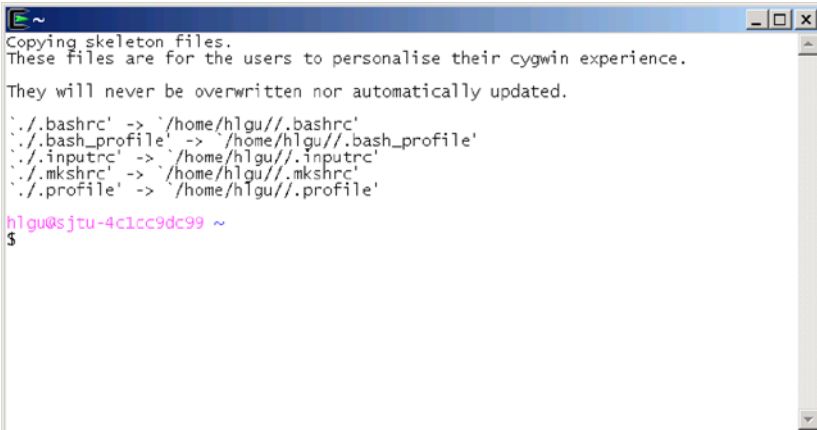 ~
Copying skeleton files.
These files are for the users to personalise their cygwin experience.
They will never be overwritten nor automatically updated.
`./.bashrc' -> `/home/hlgu//.bashrc'
`./.bash_profile' -> `/home/hlgu//.bash_profile'
`./.inputrc' -> `/home/hlgu//.inputrc'
`./.mkshrc' -> `/home/hlgu//.mkshrc'
`./.profile' -> `/home/hlgu//.profile'
hlgu@sjtu-4c1cc9dc99 ~
$